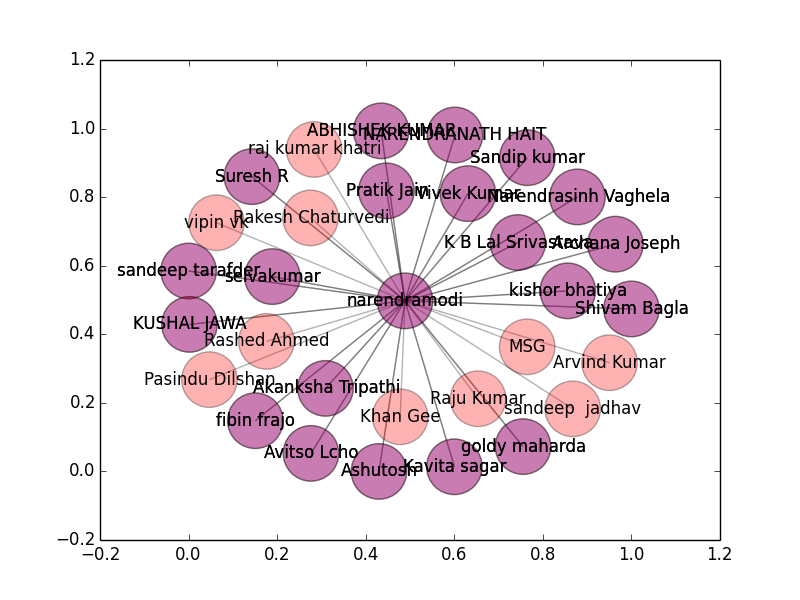 1.2
1.0
0.8
0.6
0.4
0.2
0.0
−0.2
ABHISHEK KUMAR
NARENDRANATH HAIT
raj kumar khatri
Sandip kumar
Suresh R
Pratik Jain
Vivek Kumar
Narendrasinh Vaghela
vipin vk
Rakesh Chaturvedi
K B Lal Srivastava
Archana Joseph
sandeep tarafder
selvakumar
narendramodi
kishor bhatiya
Shivam Bagla
KUSHAL JAWA
Rashed Ahmed
MSG
Arvind Kumar
Pasindu Dilshan
Akanksha Tripathi
Raju Kumar
sandeep  jadhav
fibin frajo
Khan Gee
Avitso Lcho
goldy maharda
Ashutosh
Kavita sagar
−0.2 0.0 0.2 0.4 0.6 0.8 1.0 1.2